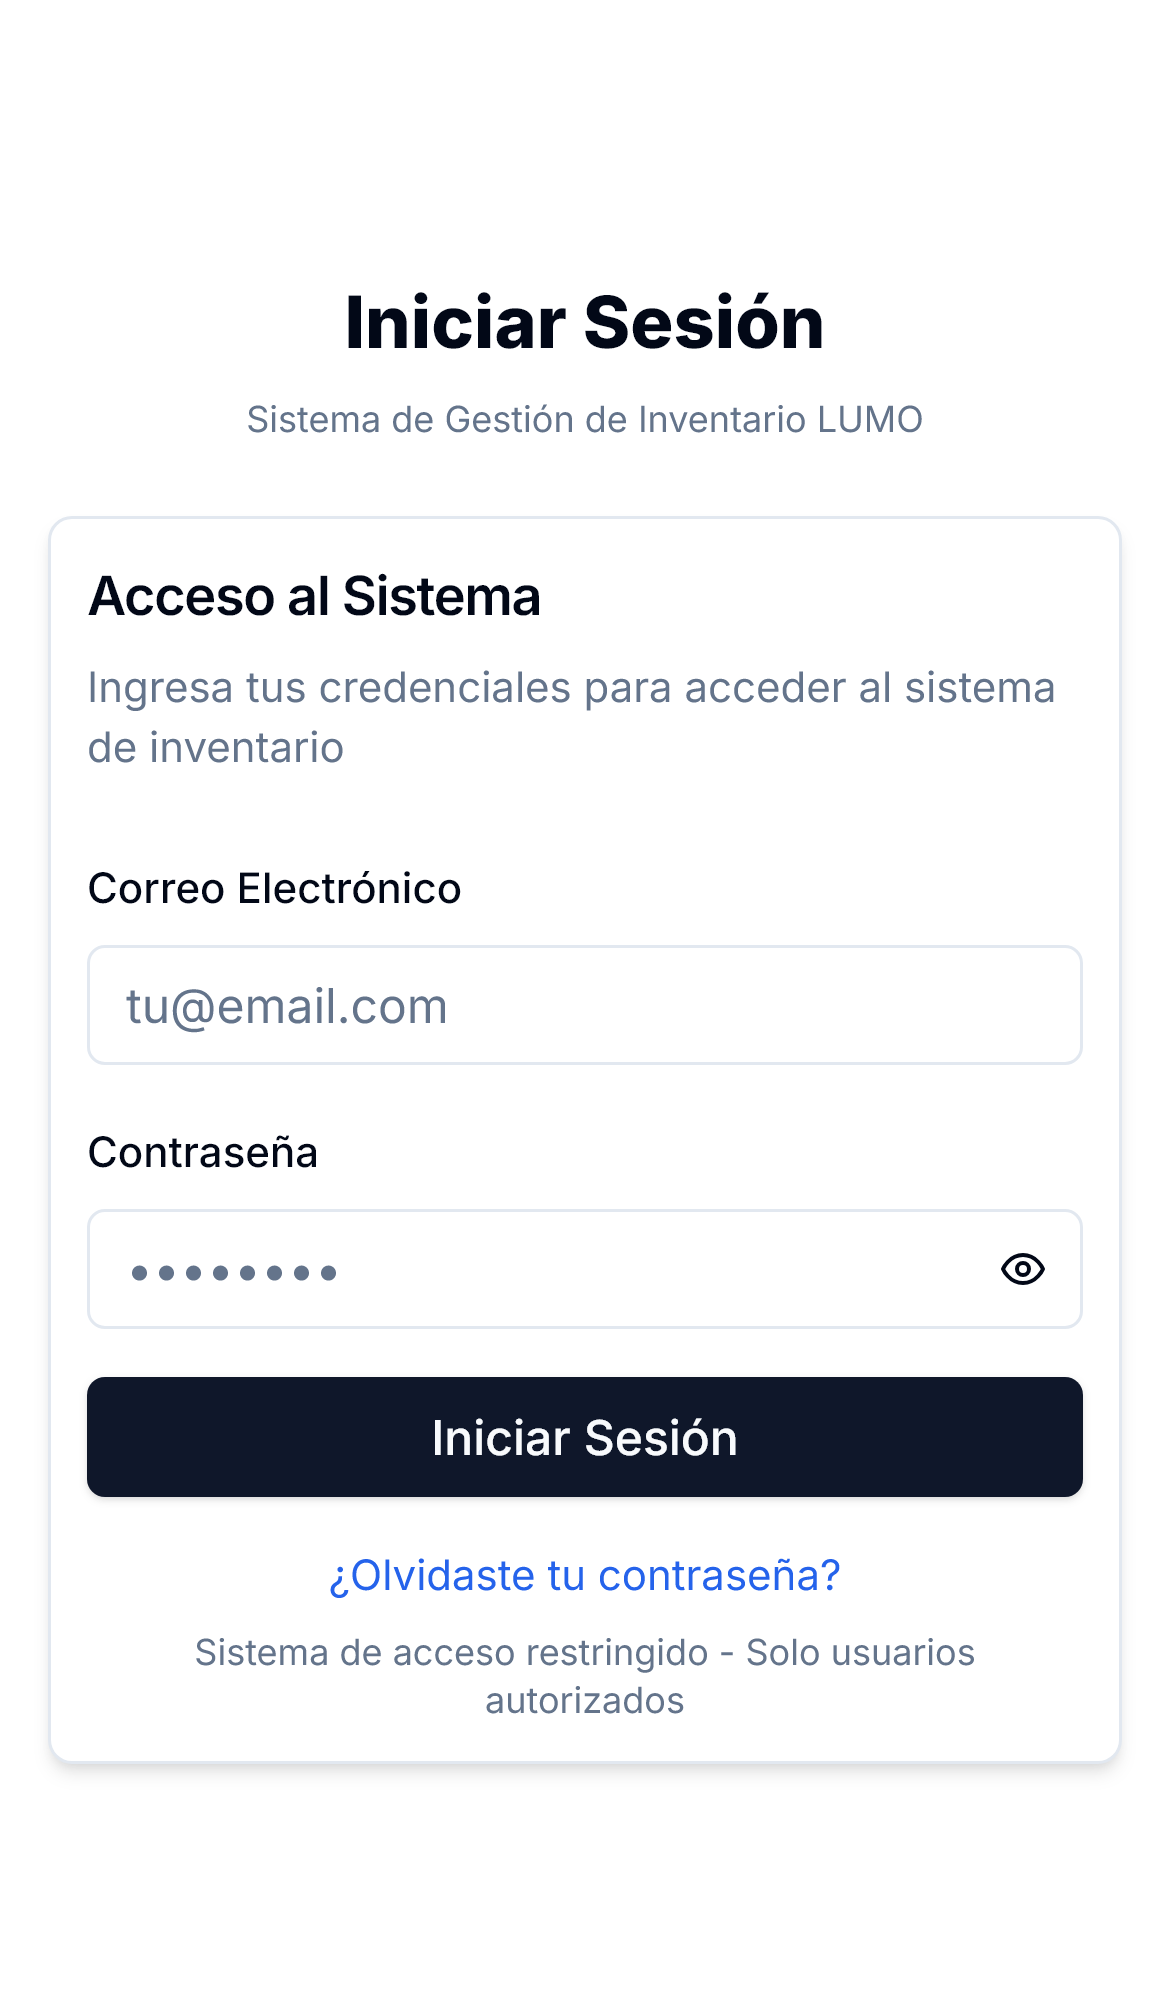 Iniciar Sesión
Sistema de Gestión de Inventario LUMO
Acceso al Sistema
Ingresa tus credenciales para acceder al sistema
de inventario
Correo Electrónico
tu@email.com
Contraseña
••••••••
Iniciar Sesión
¿Olvidaste tu contraseña?
Sistema de acceso restringido - Solo usuarios
autorizados